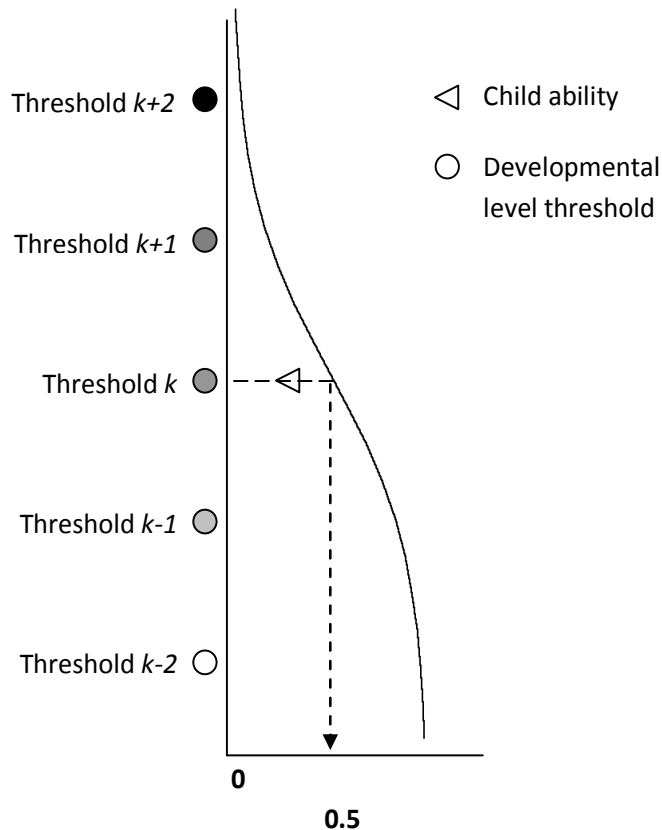 Threshold k+2
Child ability
Developmental
level threshold
Threshold k+1
Threshold k
Threshold k-1
Threshold k-2
0
0.5